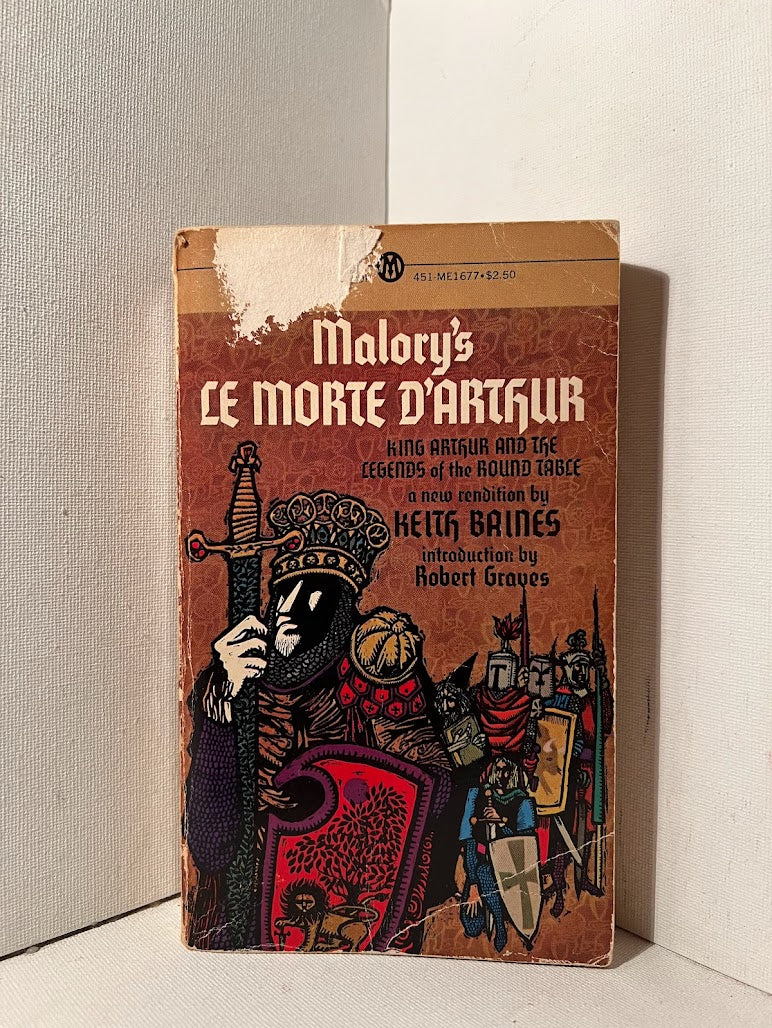 M
451-ME1677•$2.50
Malory's
LE MORTE D'ARTHUR
KING ARTHUR AND THE
LEGENDS of the ROUND TABLE
a new rendition by
KEITH BAINES
introduction by
Robert Graves